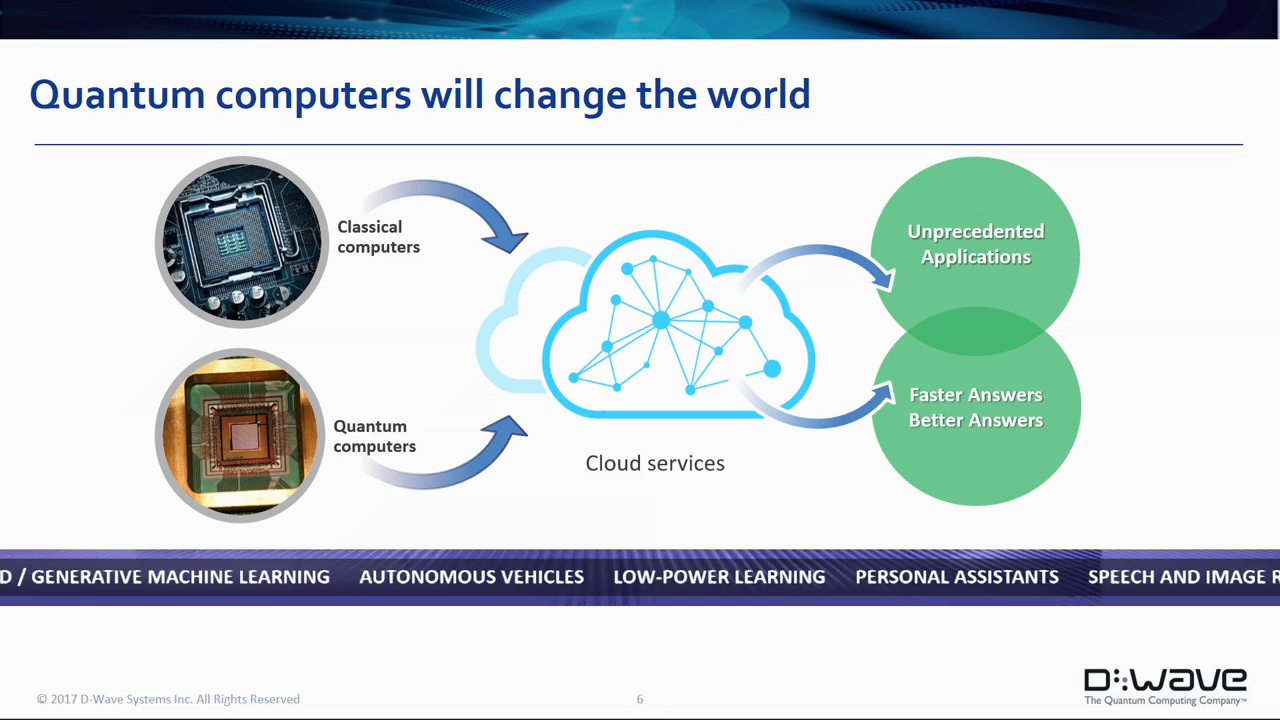 Quantum computers will change the world
Classical
computers
Quantum
computers
Cloud services
Unprecedented
Applications
Faster Answers
Better Answers
D / GENERATIVE MACHINE LEARNING AUTONOMOUS VEHICLES LOW-POWER LEARNING PERSONAL ASSISTANTS SPEECH AND IMAGE R
© 2017 D-Wave Systems Inc. All Rights Reserved
6
D:wave
The Quantum Computing Company™